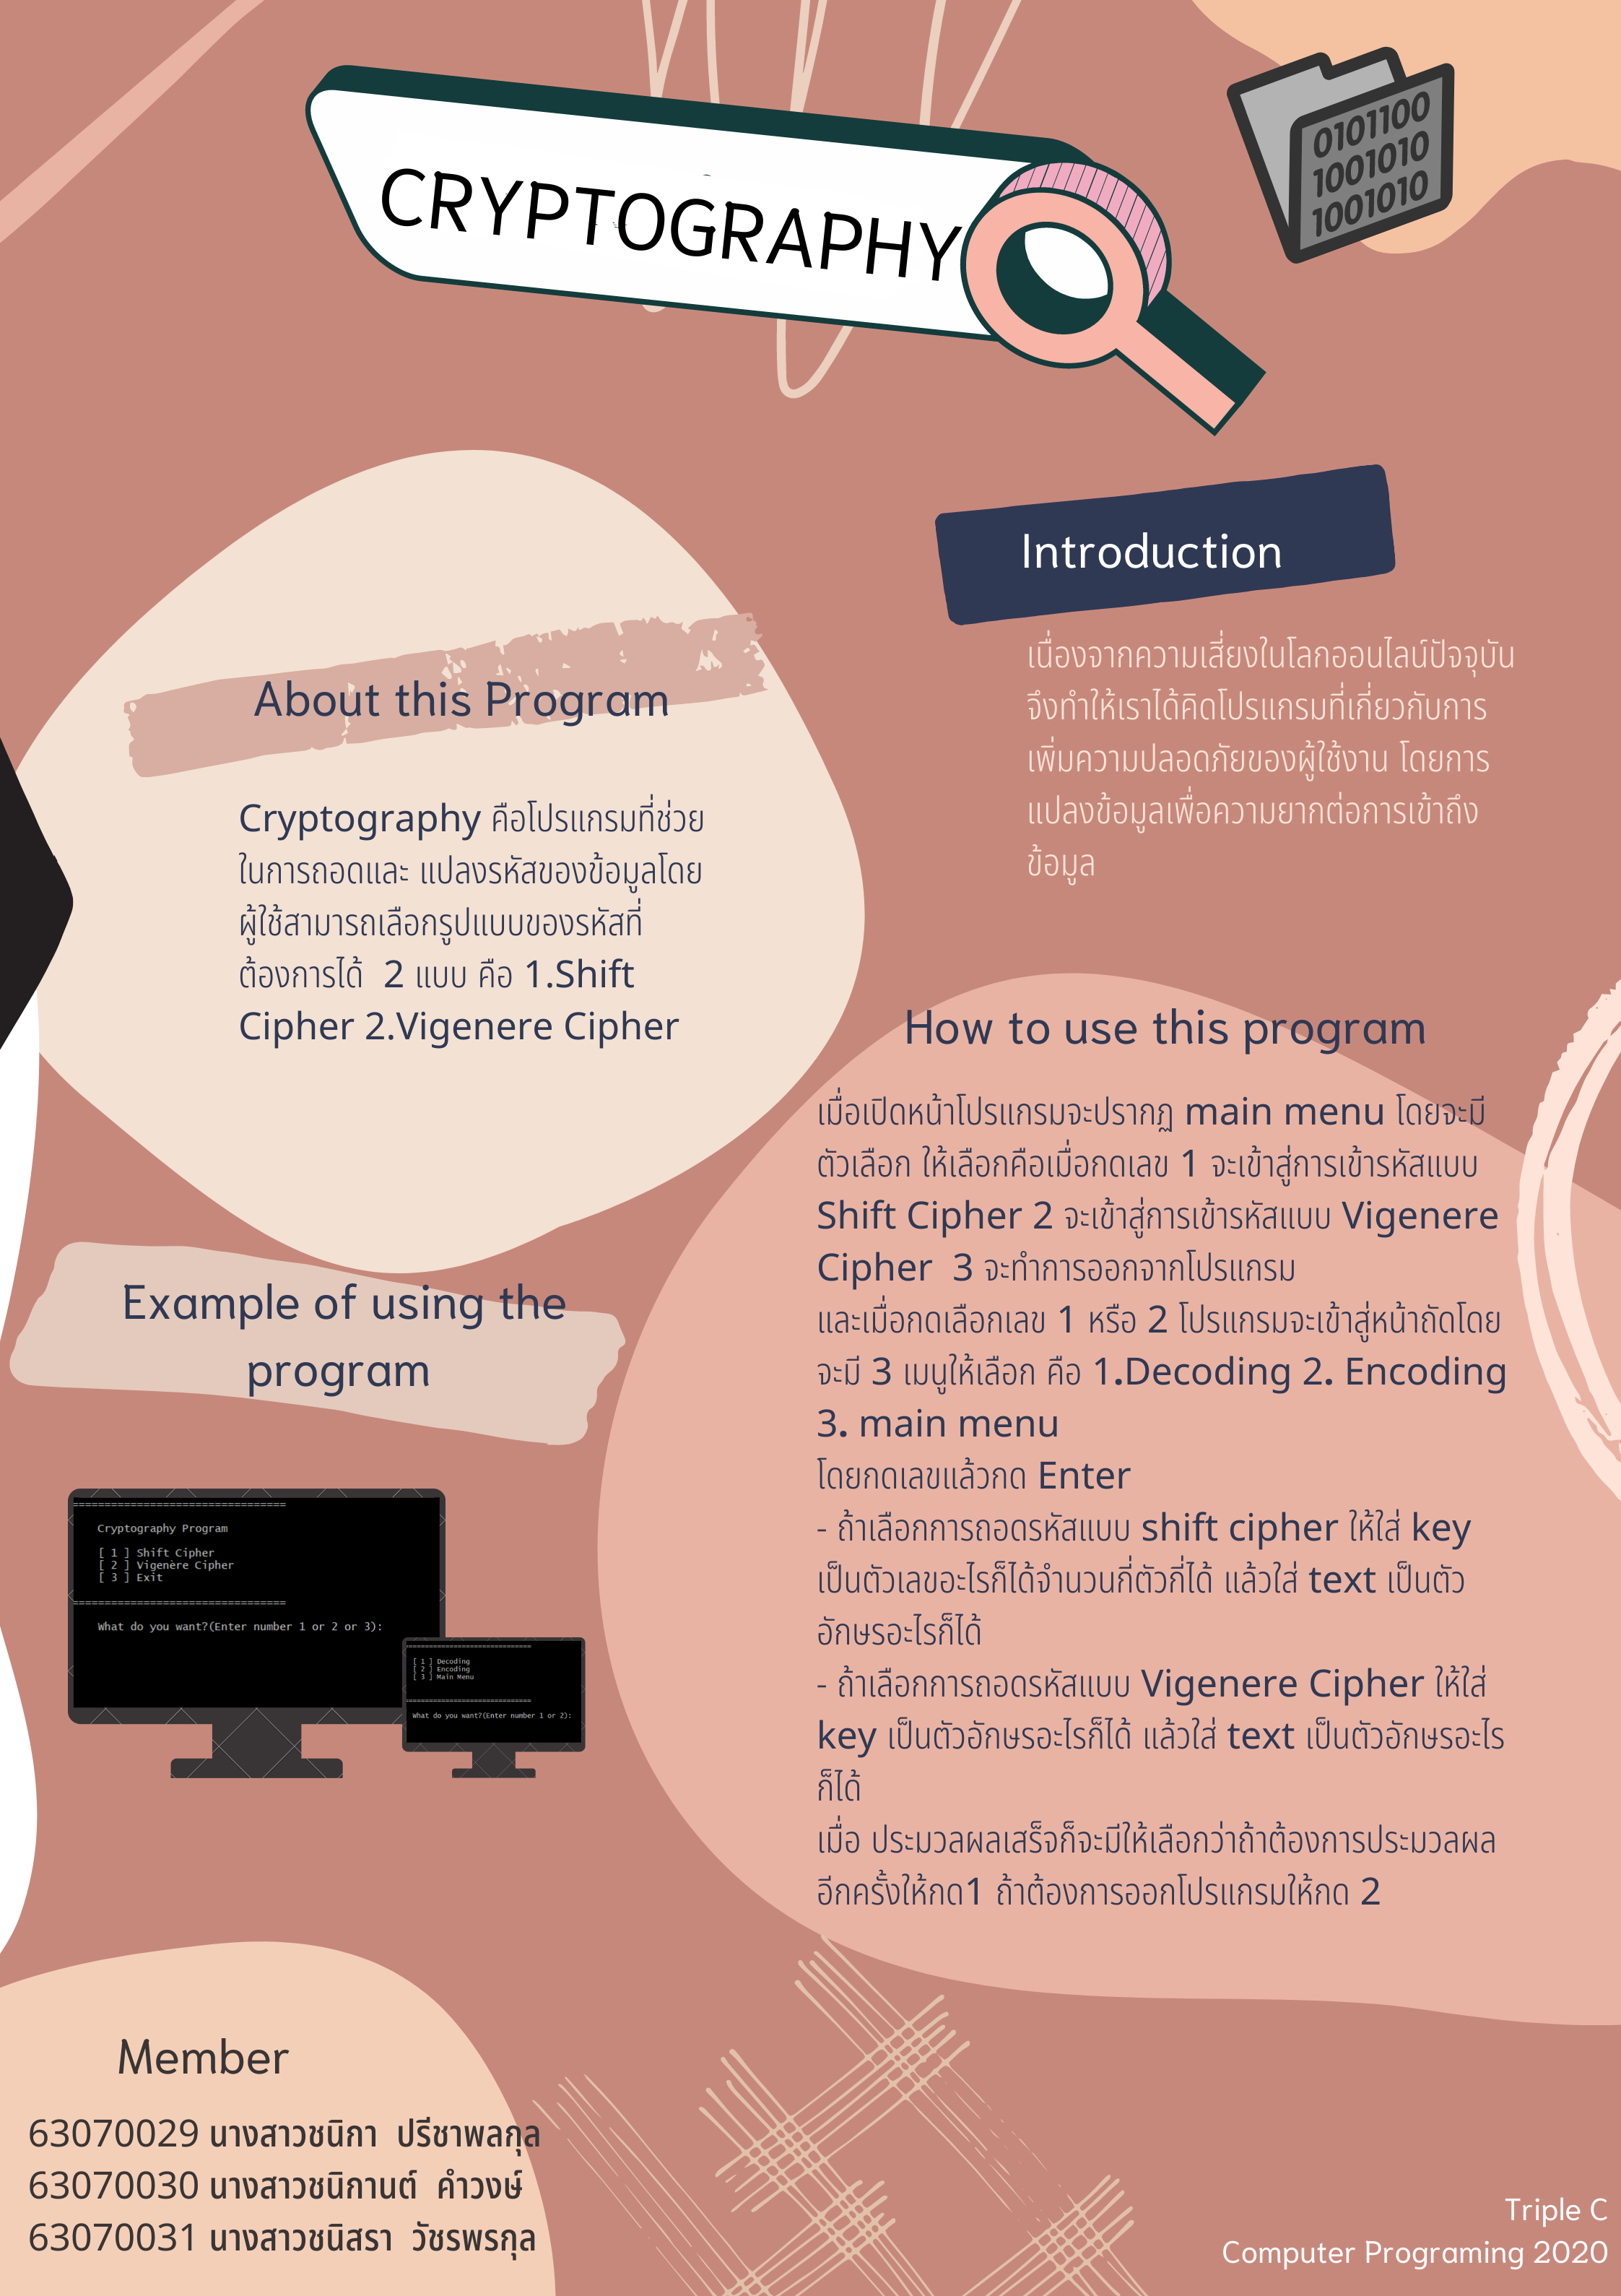 CRYPTOGRAPHY
0101100
1001010
1001010
Introduction
เนื่องจากความเสี่ยงในโลกออนไลน์ปัจจุบัน
จึงทำให้เราได้คิดโปรแกรมที่เกี่ยวกับการ
เพิ่มความปลอดภัยของผู้ใช้งาน โดยการ
แปลงข้อมูลเพื่อความยากต่อการเข้าถึง
ข้อมูล
About this Program
Cryptography คือโปรแกรมที่ช่วย
ในการถอดและ แปลงรหัสของข้อมูลโดย
ผู้ใช้สามารถเลือกรูปแบบของรหัสที่
ต้องการได้ 2 แบบ คือ 1.Shift
Cipher 2.Vigenere Cipher
How to use this program
เมื่อเปิดหน้าโปรแกรมจะปรากฏ main menu โดยจะมี
ตัวเลือก ให้เลือกคือเมื่อกดเลข 1 จะเข้าสู่การเข้ารหัสแบบ
Shift Cipher 2 จะเข้าสู่การเข้ารหัสแบบ Vigenere
Cipher 3 จะทำการออกจากโปรแกรม
และเมื่อกดเลือกเลข 1 หรือ 2 โปรแกรมจะเข้าสู่หน้าถัดโดย
จะมี 3 เมนูให้เลือก คือ 1.Decoding 2. Encoding
3. main menu
โดยกดเลขแล้วกด Enter
- ถ้าเลือกการถอดรหัสแบบ shift cipher ให้ใส่ key
เป็นตัวเลขอะไรก็ได้จำนวนกี่ตัวกี่ได้ แล้วใส่ text เป็นตัว
อักษรอะไรก็ได้
- ถ้าเลือกการถอดรหัสแบบ Vigenere Cipher ให้ใส่
key เป็นตัวอักษรอะไรก็ได้ แล้วใส่ text เป็นตัวอักษรอะไร
ก็ได้
เมื่อ ประมวลผลเสร็จก็จะมีให้เลือกว่าถ้าต้องการประมวลผล
อีกครั้งให้กด1 ถ้าต้องการออกโปรแกรมให้กด 2
Example of using the
program
==================================
Cryptography Program
[ 1 ] Shift Cipher
[ 2 ] Vigenère Cipher
[ 3 ] Exit
==================================
What do you want?(Enter number 1 or 2 or 3):
================================
[ 1 ] Decoding
[ 2 ] Encoding
[ 3 ] Main Menu
================================
What do you want?(Enter number 1 or 2):
Member
63070029 นางสาวชนิกา ปรีชาพลกุล
63070030 นางสาวชนิกานต์ คำวงษ์
63070031 นางสาวชนิสรา วัชรพรกุล
Triple C
Computer Programing 2020